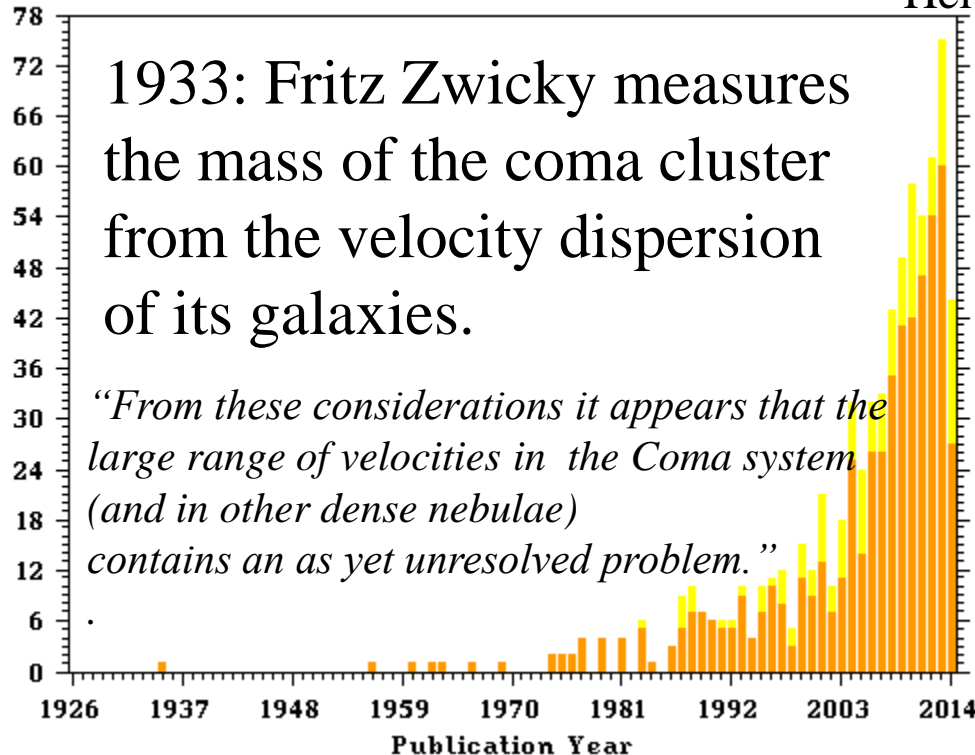 78
72
66
60
54
48
42
36
30
24
18
12
6
0
1933: Fritz Zwicky measures
the mass of the coma cluster
from the velocity dispersion
of its galaxies.
“From these considerations it appears that the
large range of velocities in the Coma system
(and in other dense nebulae)
contains an as yet unresolved problem.”
.
1926 1937 1948 1959 1970 1981 1992 2003 2014
Publication Year